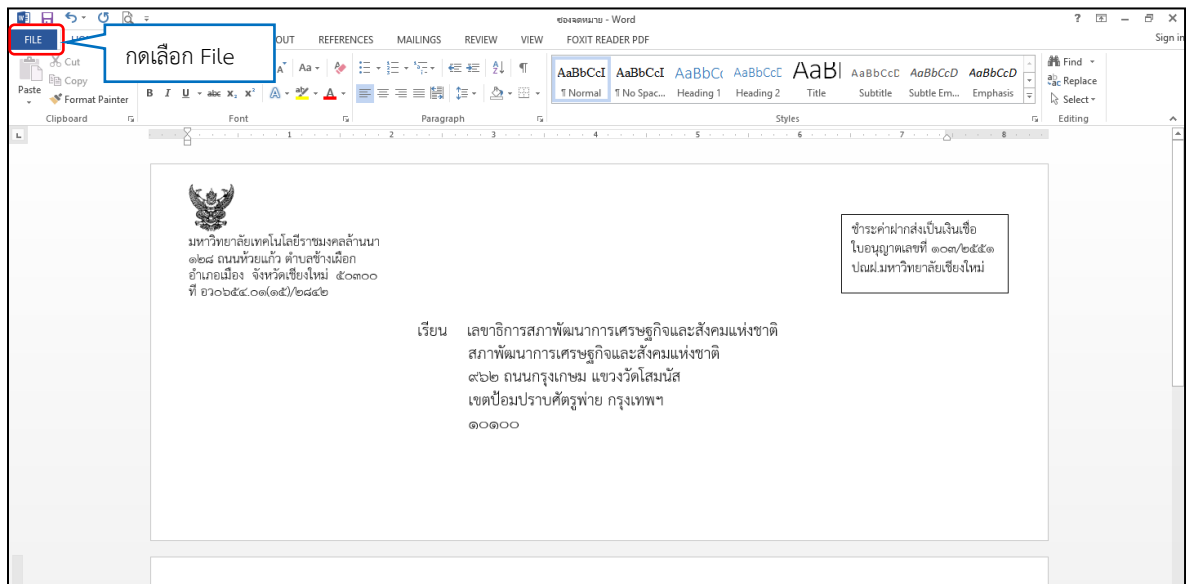 ซองจดหมาย - Word
FILE
กดเลือก File
REFERENCES
MAILINGS
REVIEW
VIEW
FOXIT READER PDF
Sign in
Cut
Copy
Format Painter
Paste
Clipboard
B I U abc X₂ X²
Aa
A
Font
Paragraph
AaBbCcI AaBbCcI AaBbC AaBbCcE AaB AaBbCcD AaBbCcD AaBbCcD
¶ Normal ¶ No Spac... Heading 1 Heading 2 Title Subtitle Subtle Em... Emphasis
Styles
Find
Replace
Select
Editing
1 2 3 4 5 6 7 8
มหาวิทยาลัยเทคโนโลยีราชมงคลล้านนา
๑๒๘ ถนนห้วยแก้ว ตำบลช้างเผือก
อำเภอเมือง จังหวัดเชียงใหม่ ๕๐๓๐๐
ที่ อว๐๖๕๔.๐๑(๑๕)/๒๘๔๒
ชำระค่าฝากส่งเป็นเงินเชื่อ
ใบอนุญาตเลขที่ ๑๐๓/๒๕๕๑
ปณฝ.มหาวิทยาลัยเชียงใหม่
เรียน เลขาธิการสภาพัฒนาการเศรษฐกิจและสังคมแห่งชาติ
สภาพัฒนาการเศรษฐกิจและสังคมแห่งชาติ
๙๖๒ ถนนกรุงเกษม แขวงวัดโสมนัส
เขตป้อมปราบศัตรูพ่าย กรุงเทพฯ
๑๐๑๐๐